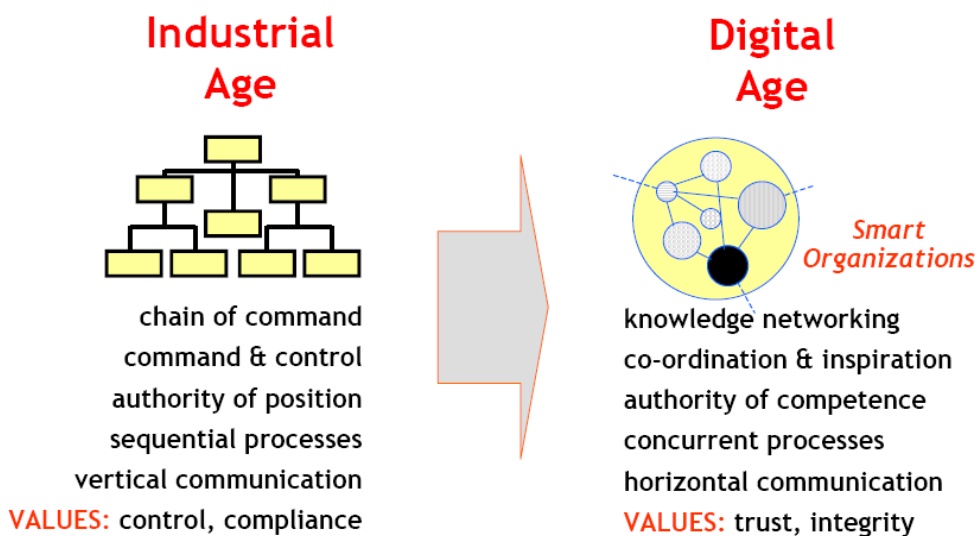 Industrial
Age
chain of command
command & control
authority of position
sequential processes
vertical communication
VALUES: control, compliance
Digital
Age
Smart
Organizations
knowledge networking
co-ordination & inspiration
authority of competence
concurrent processes
horizontal communication
VALUES: trust, integrity